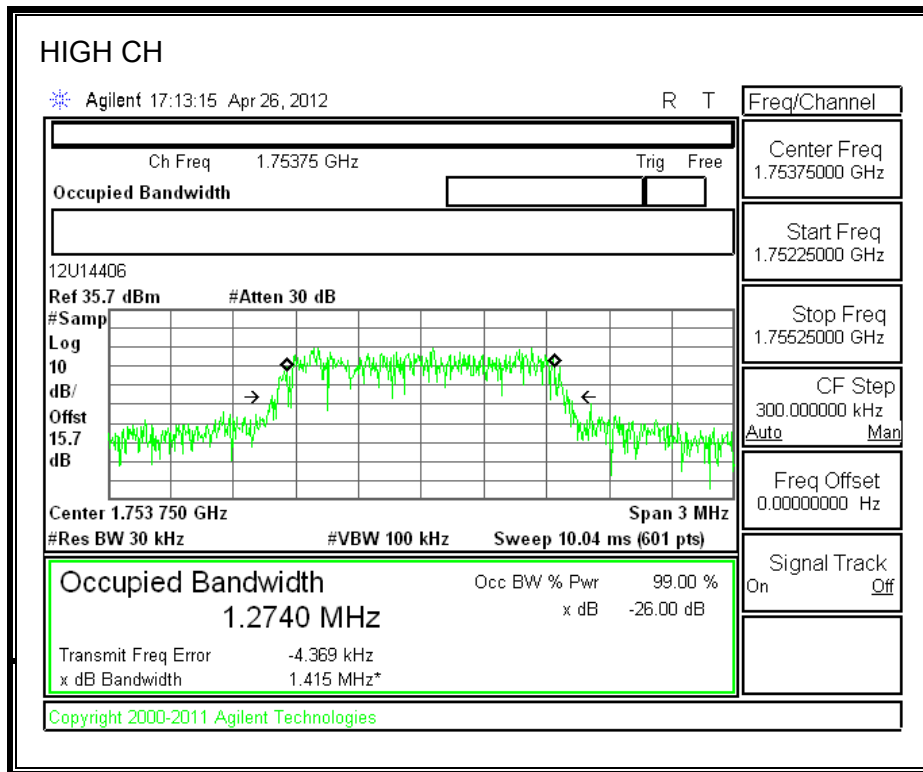 HIGH CH
Agilent 17:13:15 Apr 26, 2012 R T
Freq/Channel
Ch Freq 1.75375 GHz Trig Free
Occupied Bandwidth
Center Freq
1.75375000 GHz
Start Freq
1.75225000 GHz
12U14406
Ref 35.7 dBm #Atten 30 dB
#Samp
Log
10
dB/
Offst
15.7
dB
Stop Freq
1.75525000 GHz
CF Step
300.000000 kHz
Auto Man
Center 1.753 750 GHz Span 3 MHz
#Res BW 30 kHz #VBW 100 kHz Sweep 10.04 ms (601 pts)
Freq Offset
0.00000000 Hz
Occupied Bandwidth
1.2740 MHz
Occ BW % Pwr 99.00 %
x dB -26.00 dB
Transmit Freq Error -4.369 kHz
x dB Bandwidth 1.415 MHz*
Signal Track
On Off
Copyright 2000-2011 Agilent Technologies